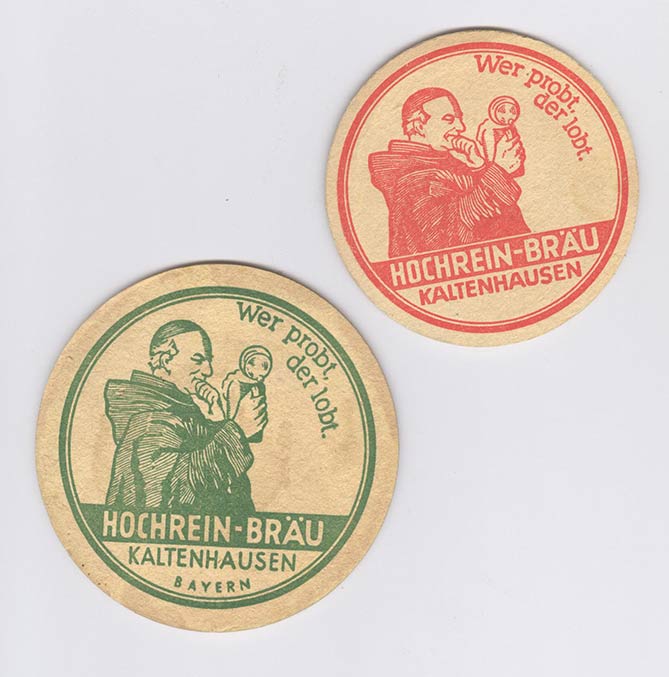 Wer probt,
der lobt.
HOCHREIN-BRÄU
KALTENHAUSEN
Wer probt,
der lobt.
HOCHREIN-BRÄU
KALTENHAUSEN
BAYERN